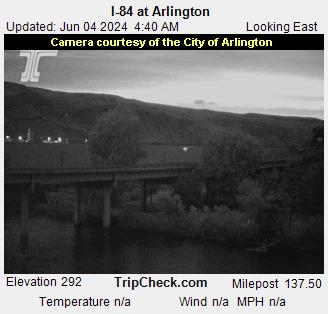 I-84 at Arlington
Updated: Jun 04 2024 4:40 AM Looking East
Camera courtesy of the City of Arlington
Elevation 292 TripCheck.com Milepost 137.50
Temperature n/a Wind n/a MPH n/a